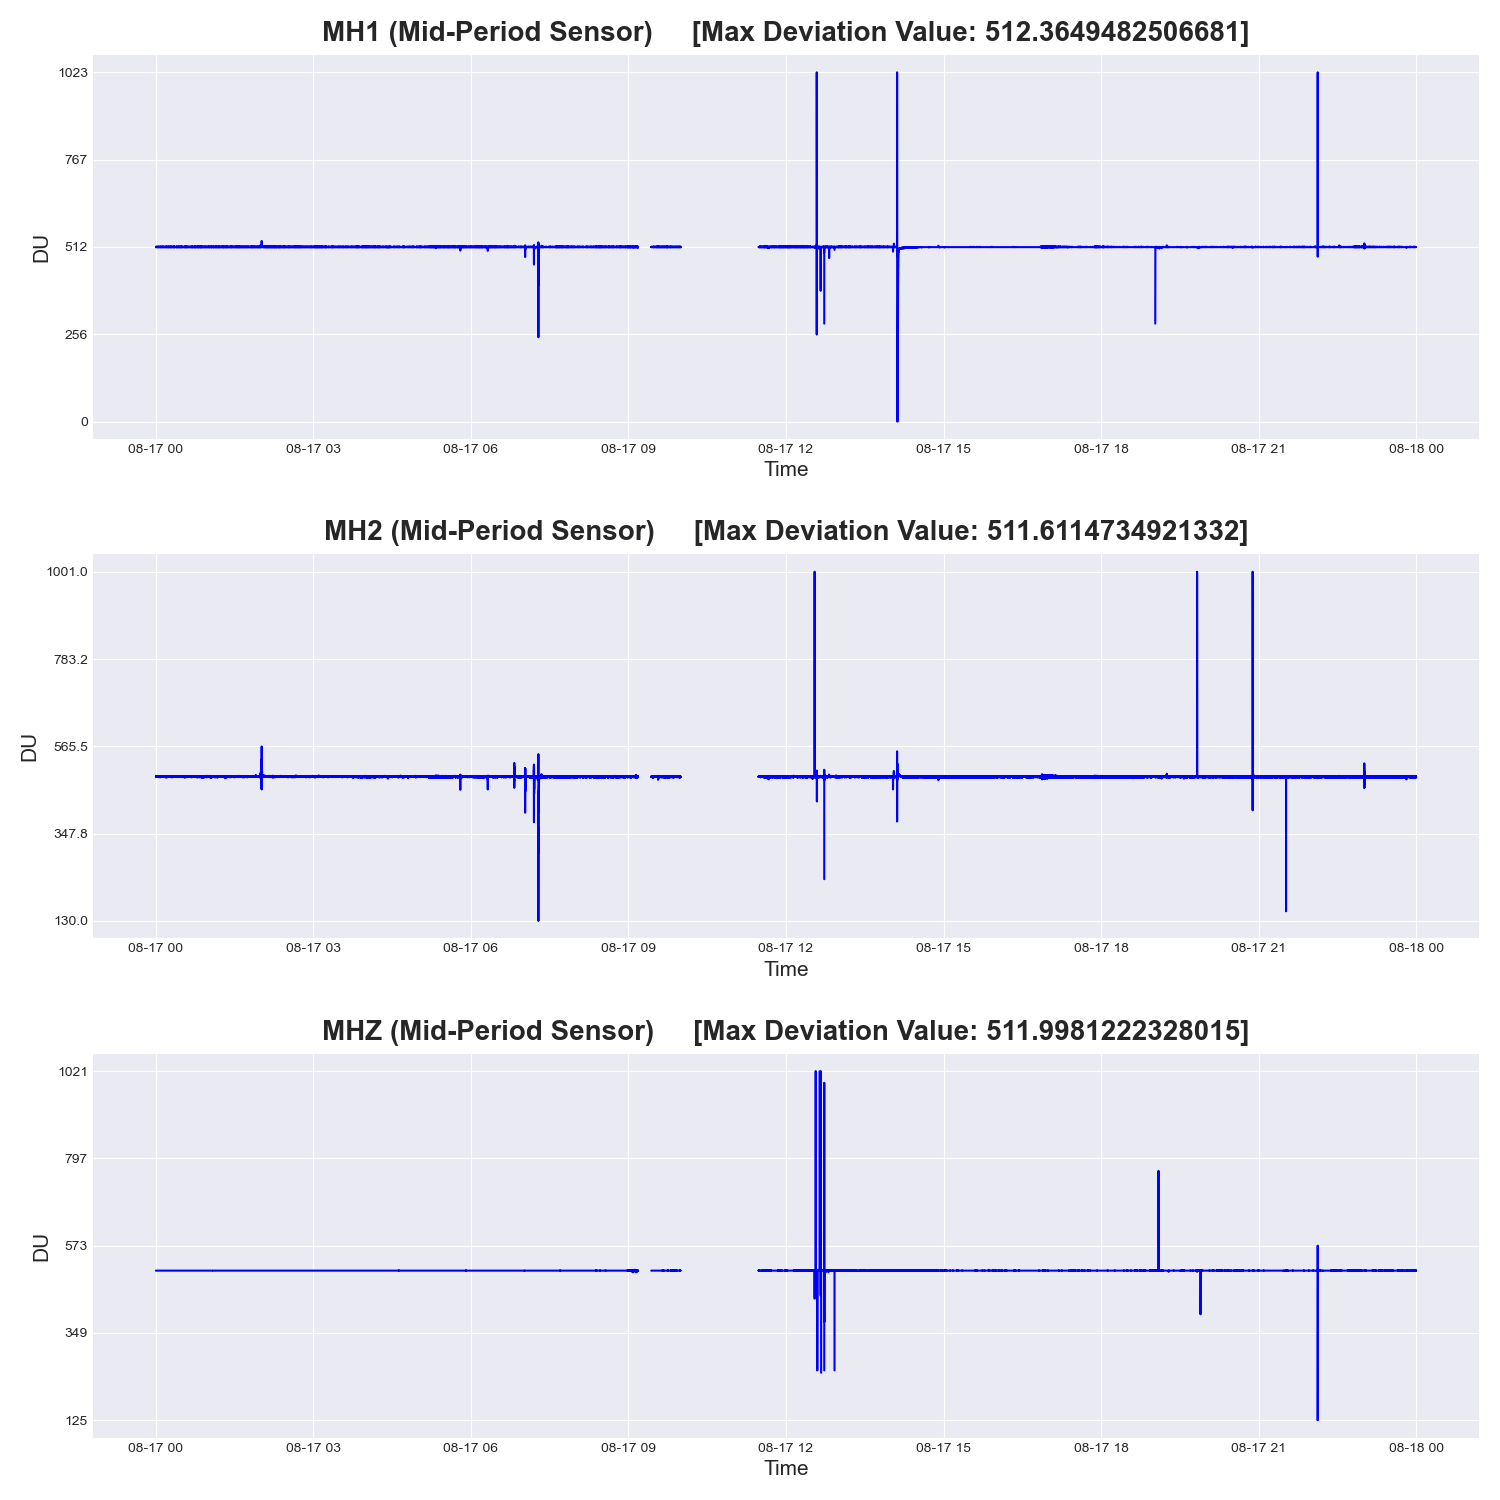 MH1 (Mid-Period Sensor) [Max Deviation Value: 512.3649482506681]
1023
767
512
256
0
DU
08-17 00 08-17 03 08-17 06 08-17 09 08-17 12 08-17 15 08-17 18 08-17 21 08-18 00
Time
MH2 (Mid-Period Sensor) [Max Deviation Value: 511.6114734921332]
1001.0
783.2
565.5
347.8
130.0
DU
08-17 00 08-17 03 08-17 06 08-17 09 08-17 12 08-17 15 08-17 18 08-17 21 08-18 00
Time
MHZ (Mid-Period Sensor) [Max Deviation Value: 511.9981222328015]
1021
797
573
349
125
DU
08-17 00 08-17 03 08-17 06 08-17 09 08-17 12 08-17 15 08-17 18 08-17 21 08-18 00
Time